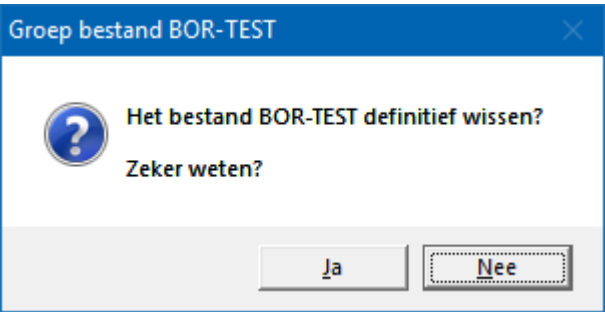 Groep bestand BOR-TEST
Het bestand BOR-TEST definitief wissen?
Zeker weten?
Ja
Nee